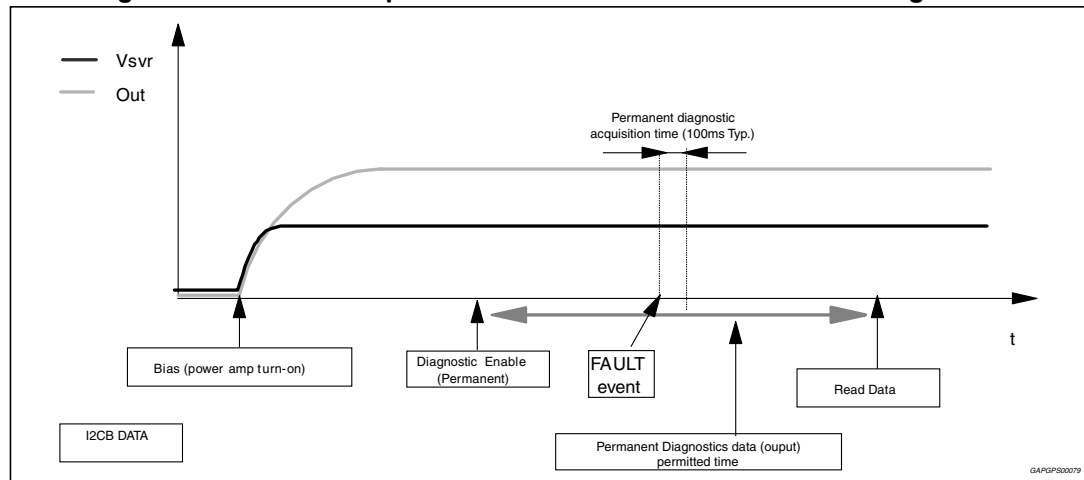 Vsvr
Out
Permanent diagnostic
acquisition time (100ms Typ.)
t
Bias (power amp turn-on)
Diagnostic Enable
(Permanent)
FAULT
event
Read Data
I2CB DATA
Permanent Diagnostics data (ouput)
permitted time
GAPGPS00079